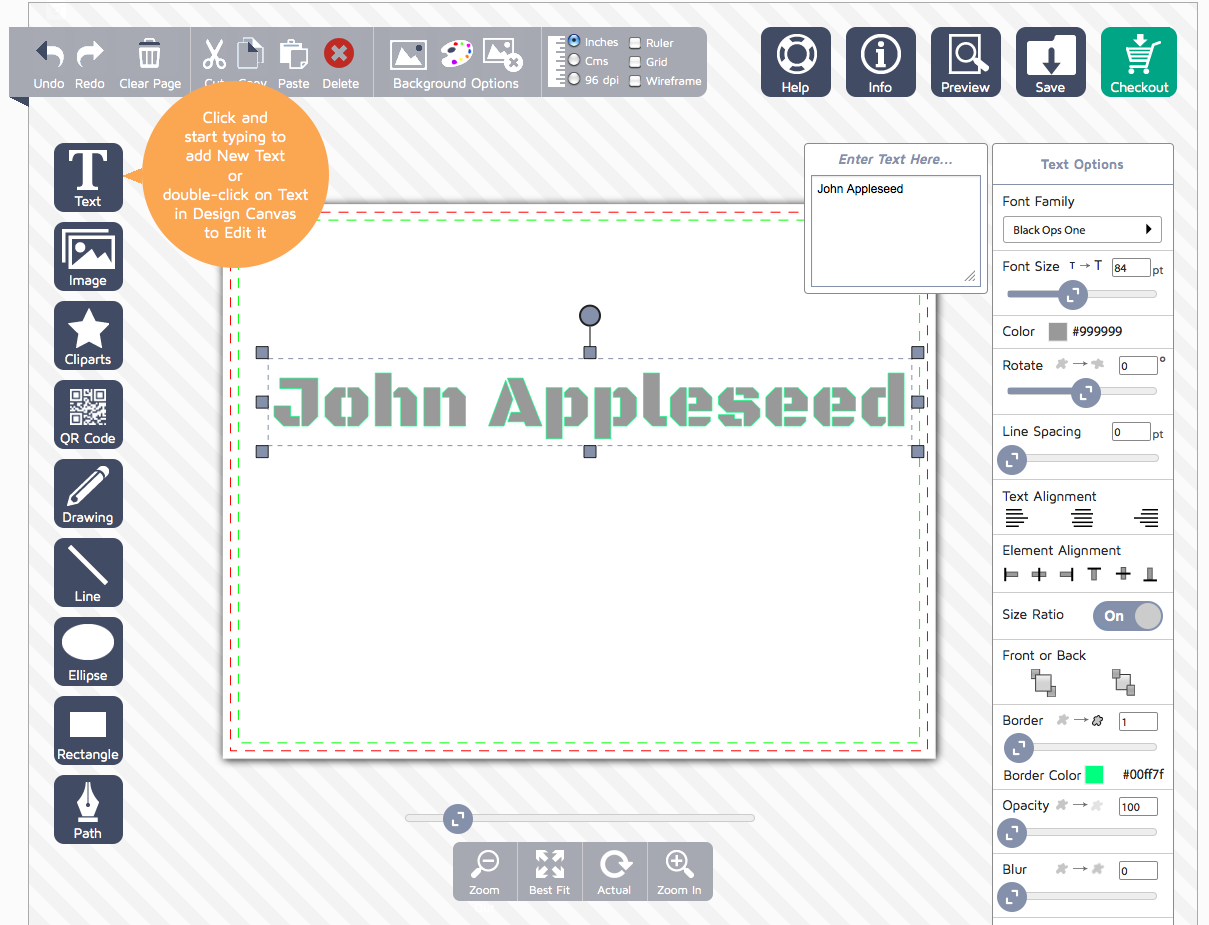 Undo Redo Clear Page Cut Copy Paste Delete Background Options
Inches Ruler
Cms Grid
96 dpi Wireframe
Help Info Preview Save Checkout
Click and
start typing to
add New Text
or
double-click on Text
in Design Canvas
to Edit it
Text
Image
Cliparts
QR Code
Drawing
Line
Ellipse
Rectangle
Path
Enter Text Here...
John Appleseed
John Appleseed
Zoom Best Fit Actual Zoom In
Text Options
Font Family
Black Ops One
Font Size T → T 84 pt
Color #999999
Rotate → 0 °
Line Spacing 0 pt
Text Alignment
Element Alignment
Size Ratio On
Front or Back
Border → 1
Border Color #00ff7f
Opacity → 100
Blur → 0